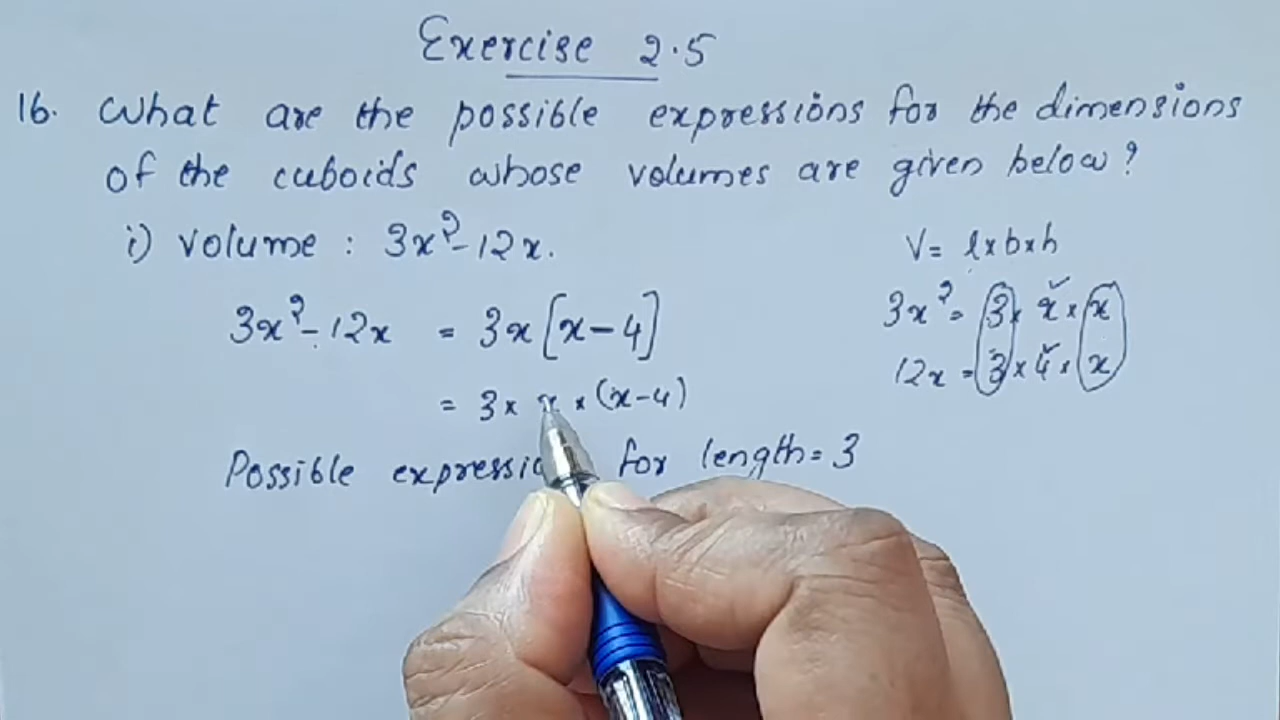 Exercise 2.5
16. What are the possible expressions for the dimensions
of the cuboids whose volumes are given below?
i) volume : 3x²-12x.
V = l×b×h
3x²-12x = 3x[x-4]
3x² = 3 × x × x
12x = 3 × 4 × x
= 3 × x × (x-4)
Possible for length = 3